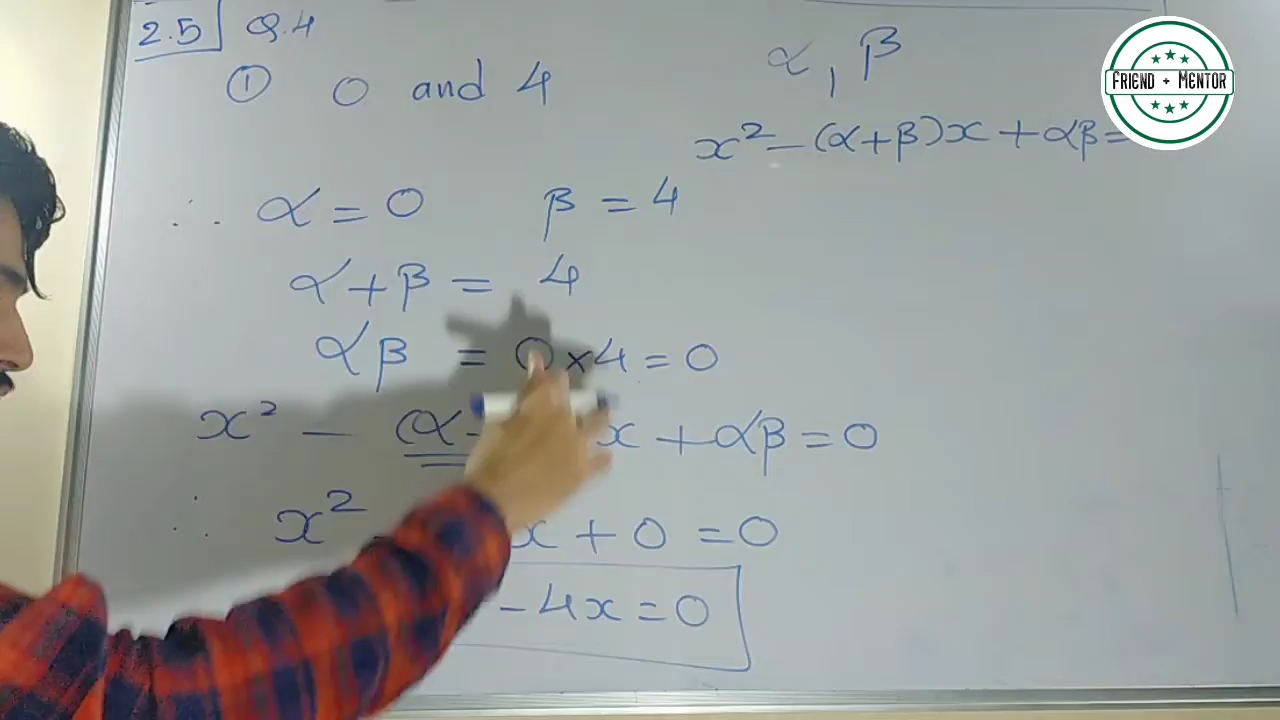 2.5 Q.4
① 0 and 4
α, β
x² - (α+β)x + αβ =
∴ α = 0 β = 4
α + β = 4
αβ = 0 × 4 = 0
x² - (α x + αβ = 0
∴ x² x + 0 = 0
- 4x = 0
FRIEND + MENTOR